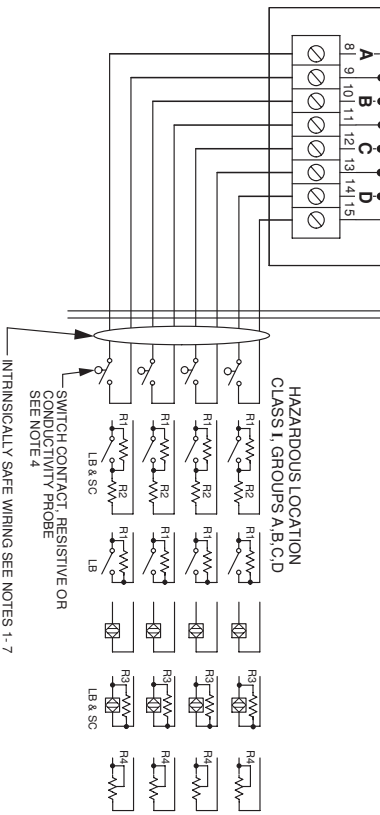 8 A 9
10 B 11
12 C 13
14 D 15
HAZARDOUS LOCATION
CLASS I, GROUPS A,B,C,D
R1 R1 R1 R1
R2 R2 R2 R2
LB & SC
R1 R1 R1 R1
LB
R3 R3 R3 R3
LB & SC
R4 R4 R4 R4
SWITCH CONTACT, RESISTIVE OR
CONDUCTIVITY PROBE
SEE NOTE 4
INTRINSICALLY SAFE WIRING SEE NOTES 1- 7